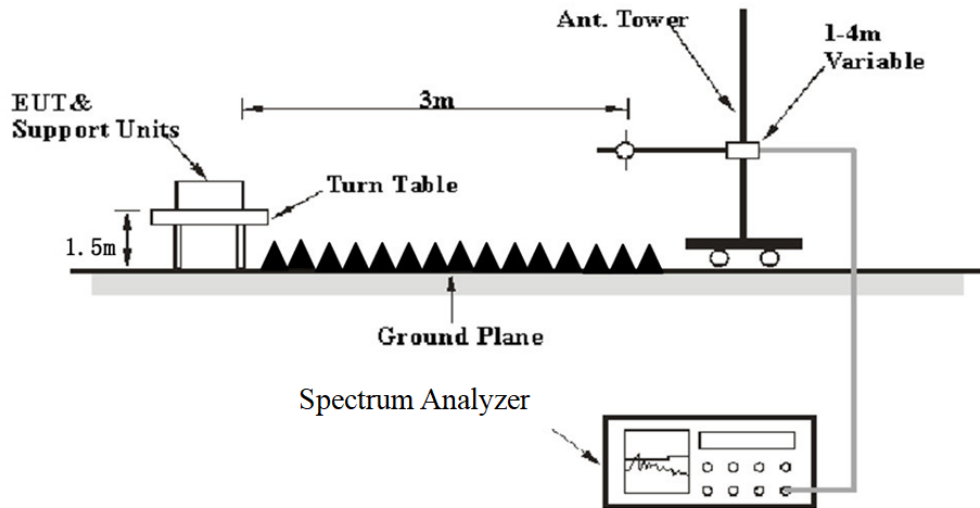 Ant. Tower
1-4m
Variable
3m
EUT&
Support Units
Turn Table
1.5m
Ground Plane
Spectrum Analyzer